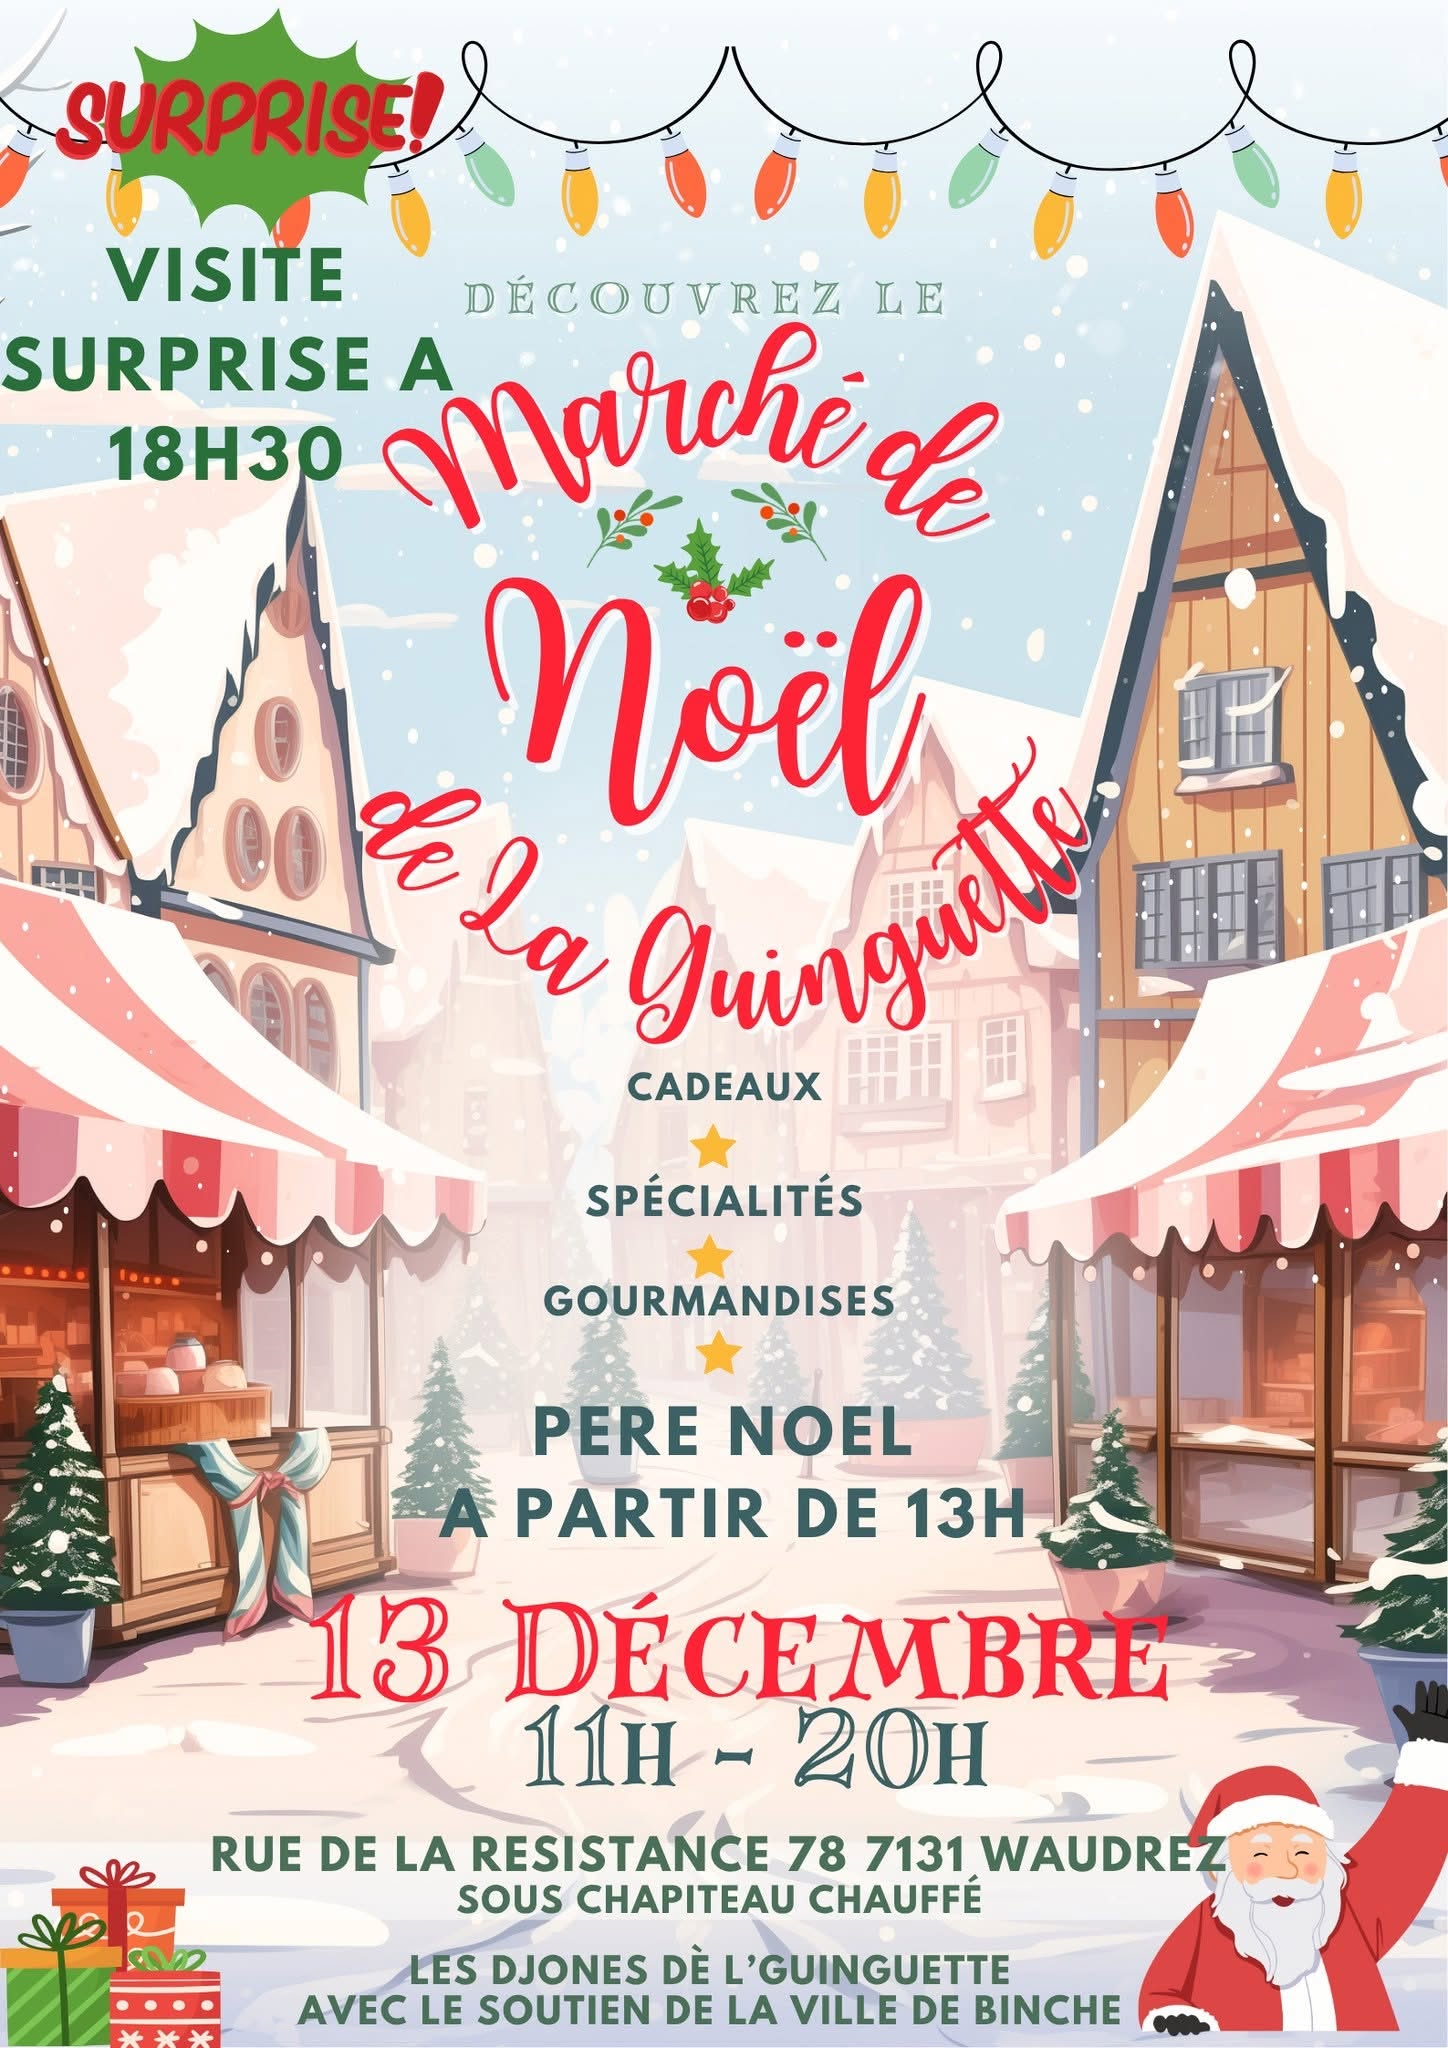 SURPRISE!
VISITE
SURPRISE A
18H30
DÉCOUVREZ LE
Marché de
Noël
de La Guinguette
CADEAUX
SPÉCIALITÉS
GOURMANDISES
PERE NOEL
A PARTIR DE 13H
13 DÉCEMBRE
11H - 20H
RUE DE LA RESISTANCE 78 7131 WAUDREZ
SOUS CHAPITEAU CHAUFFÉ
LES DJONES DÈ L'GUINGUETTE
AVEC LE SOUTIEN DE LA VILLE DE BINCHE